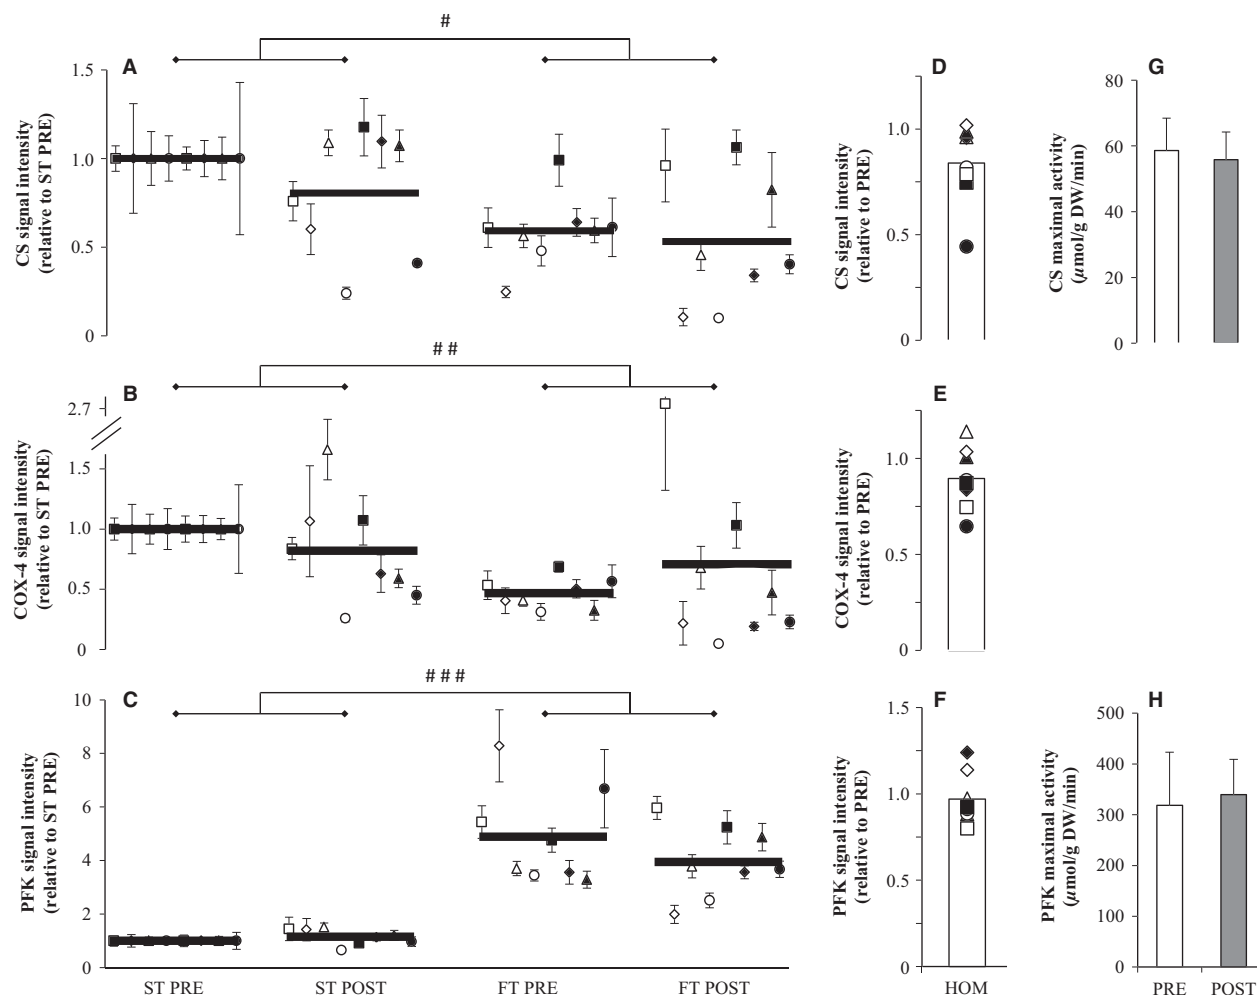 #
A
1.5
1.0
0.5
0
CS signal intensity
(relative to ST PRE)
D
1.0
0.5
0
CS signal intensity
(relative to PRE)
G
80
60
40
20
0
CS maximal activity
(µmol/g DW/min)
# #
B
2.7
1.5
1.0
0.5
0
COX-4 signal intensity
(relative to ST PRE)
E
1.0
0.5
0
COX-4 signal intensity
(relative to PRE)
# # #
C
10
8
6
4
2
0
PFK signal intensity
(relative to ST PRE)
ST PRE
ST POST
FT PRE
FT POST
F
1.5
1.0
0.5
0
PFK signal intensity
(relative to PRE)
HOM
H
500
400
300
200
100
0
PFK maximal activity
(µmol/g DW/min)
PRE
POST